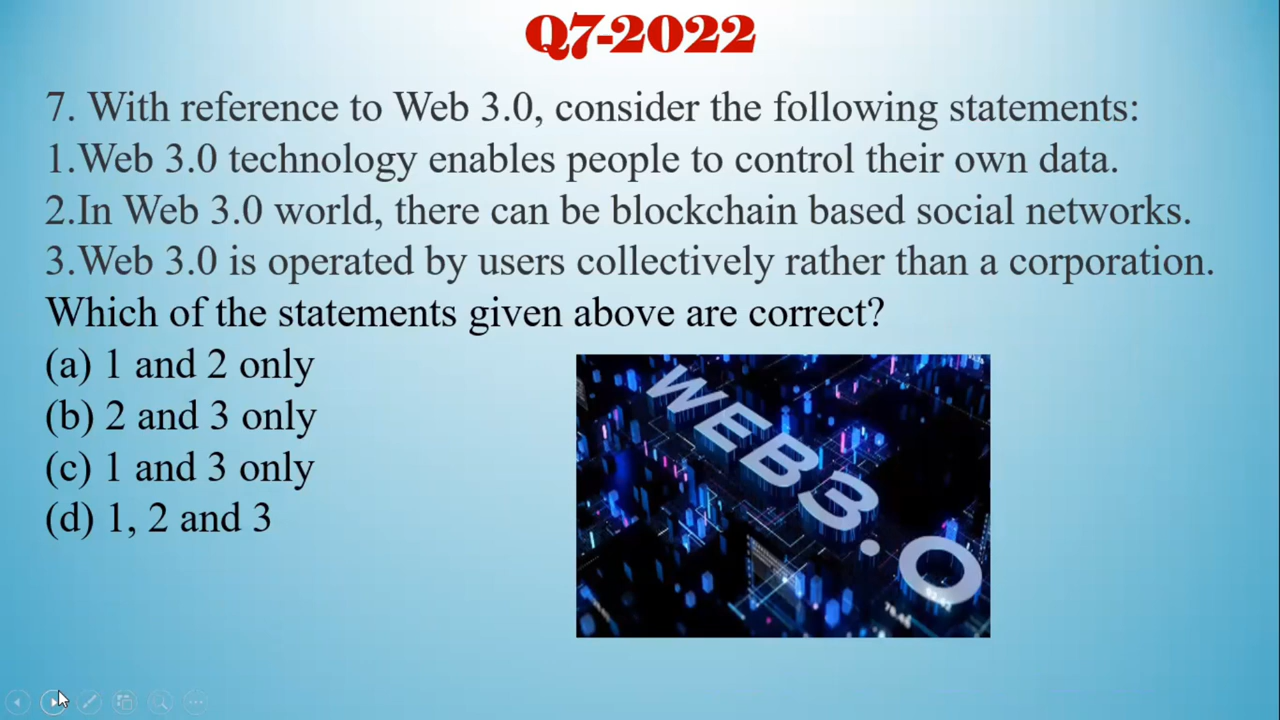 Q7-2022
7. With reference to Web 3.0, consider the following statements:
1.Web 3.0 technology enables people to control their own data.
2.In Web 3.0 world, there can be blockchain based social networks.
3.Web 3.0 is operated by users collectively rather than a corporation.
Which of the statements given above are correct?
(a) 1 and 2 only
(b) 2 and 3 only
(c) 1 and 3 only
(d) 1, 2 and 3
WEB3.0